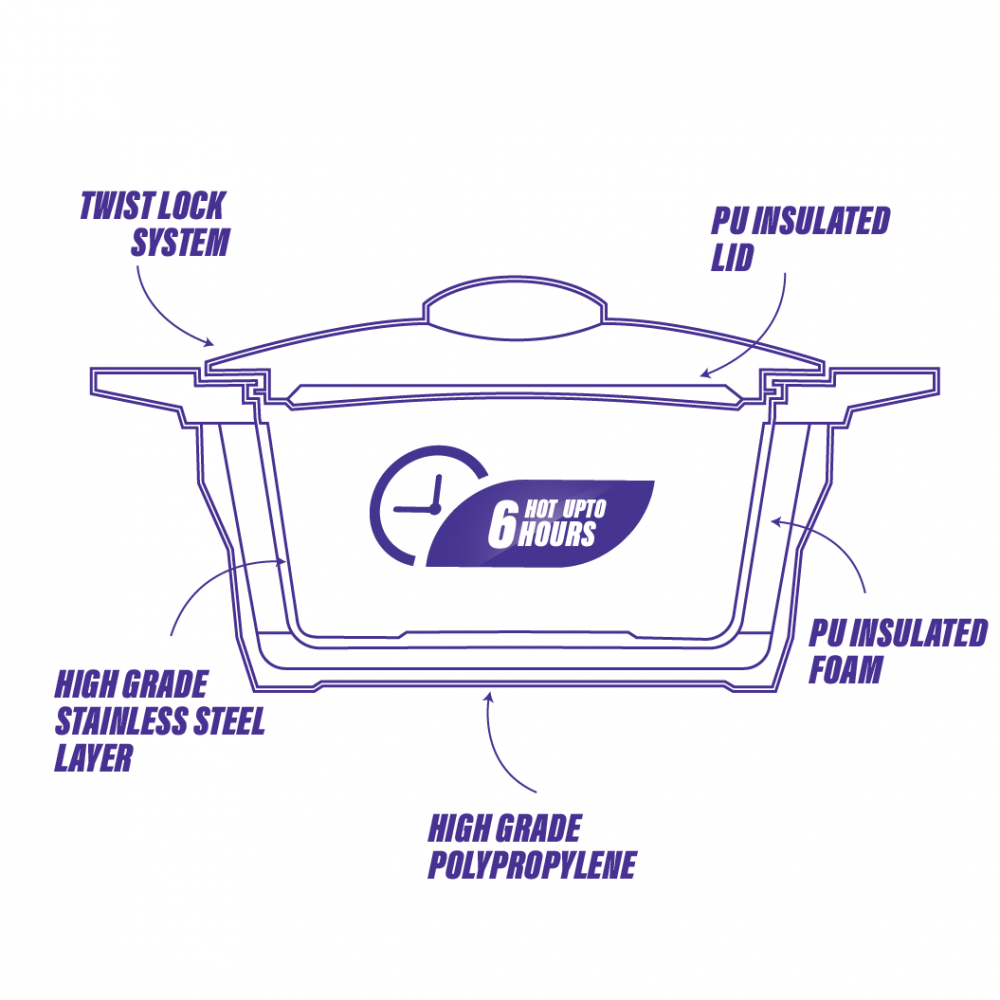 TWIST LOCK
SYSTEM
PU INSULATED
LID
6 HOT UPTO
HOURS
PU INSULATED
FOAM
HIGH GRADE
STAINLESS STEEL
LAYER
HIGH GRADE
POLYPROPYLENE